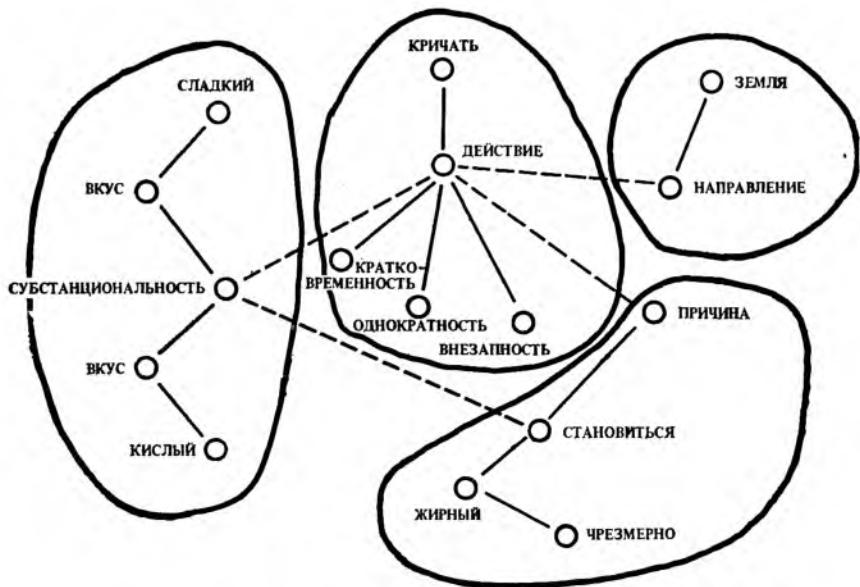 КРИЧАТЬ
СЛАДКИЙ
ЗЕМЛЯ
ДЕЙСТВИЕ
ВКУС
НАПРАВЛЕНИЕ
КРАТКО-
ВРЕМЕННОСТЬ
СУБСТАНЦИОНАЛЬНОСТЬ
ОДНОКРАТНОСТЬ
ПРИЧИНА
ВНЕЗАПНОСТЬ
ВКУС
СТАНОВИТЬСЯ
КИСЛЫЙ
ЖИРНЫЙ
ЧРЕЗМЕРНО